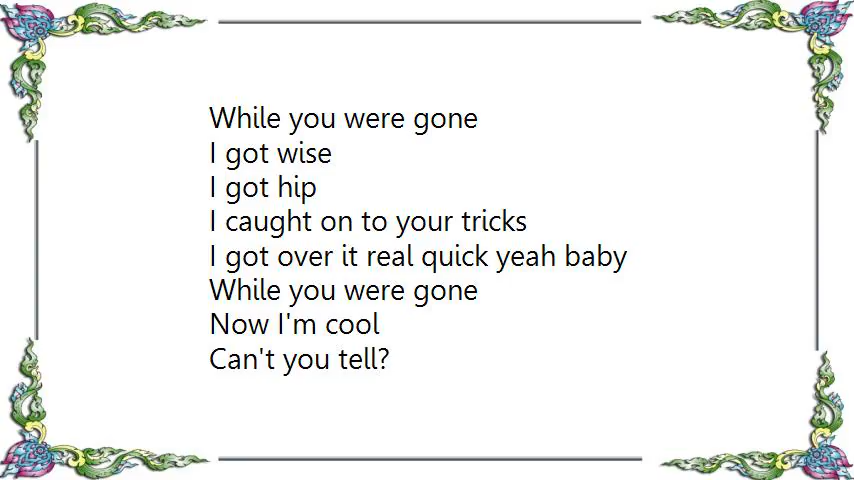 While you were gone
I got wise
I got hip
I caught on to your tricks
I got over it real quick yeah baby
While you were gone
Now I'm cool
Can't you tell?